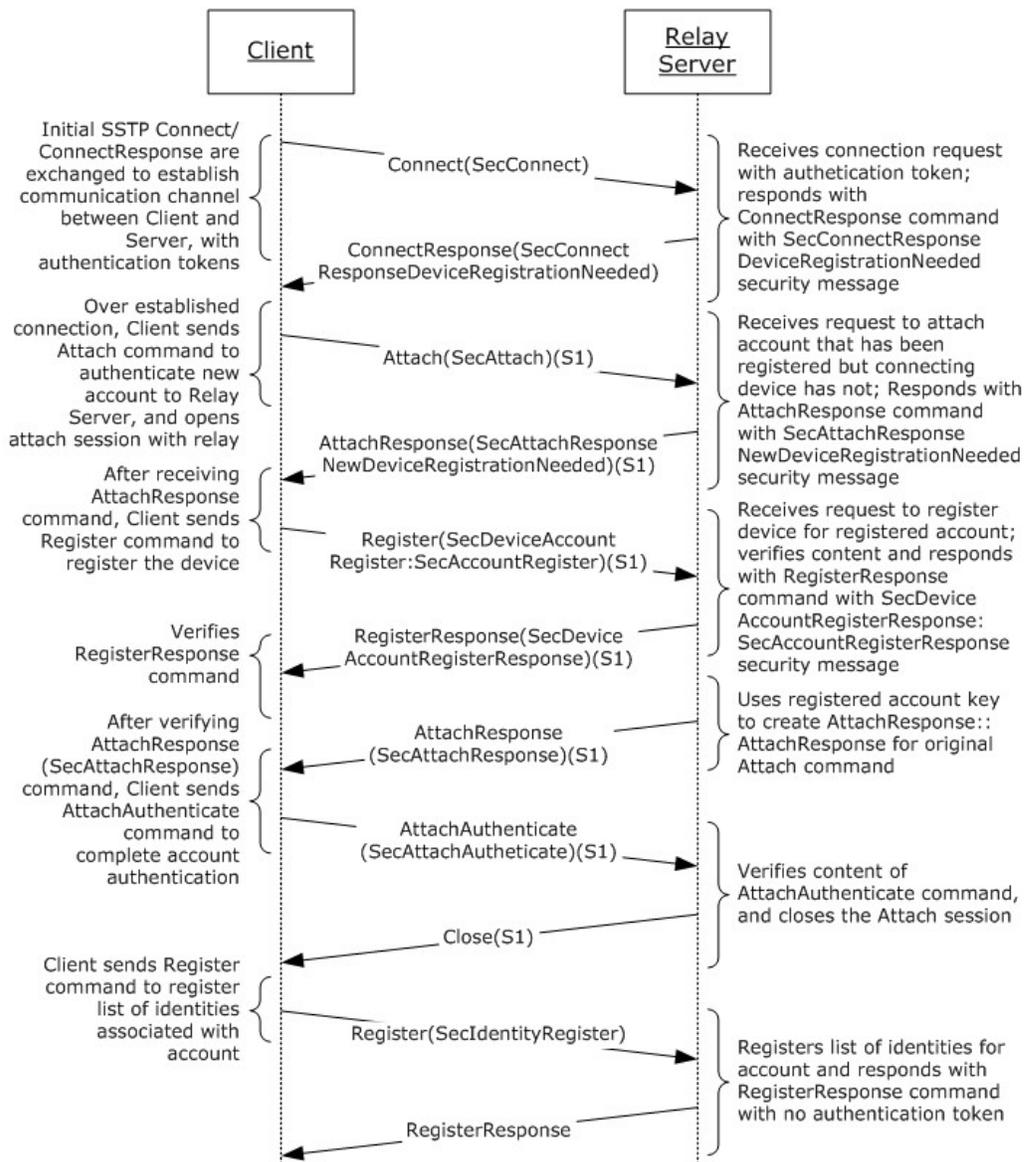 Client
Relay
Server
Initial SSTP Connect/
ConnectResponse are
exchanged to establish
communication channel
between Client and
Server, with
authentication tokens
Connect(SecConnect)
Receives connection request
with authetication token;
responds with
ConnectResponse command
with SecConnectResponse
DeviceRegistrationNeeded
security message
ConnectResponse(SecConnect
ResponseDeviceRegistrationNeeded)
Over established
connection, Client sends
Attach command to
authenticate new
account to Relay
Server, and opens
attach session with relay
Attach(SecAttach)(S1)
Receives request to attach
account that has been
registered but connecting
device has not; Responds with
AttachResponse command
with SecAttachResponse
NewDeviceRegistrationNeeded
security message
AttachResponse(SecAttachResponse
NewDeviceRegistrationNeeded)(S1)
After receiving
AttachResponse
command, Client sends
Register command to
register the device
Register(SecDeviceAccount
Register:SecAccountRegister)(S1)
Receives request to register
device for registered account;
verifies content and responds
with RegisterResponse
command with SecDevice
AccountRegisterResponse:
SecAccountRegisterResponse
security message
Verifies
RegisterResponse
command
RegisterResponse(SecDevice
AccountRegisterResponse)(S1)
Uses registered account key
to create AttachResponse::
AttachResponse for original
Attach command
AttachResponse
(SecAttachResponse)(S1)
After verifying
AttachResponse
(SecAttachResponse)
command, Client sends
AttachAuthenticate
command to
complete account
authentication
AttachAuthenticate
(SecAttachAutheticate)(S1)
Verifies content of
AttachAuthenticate command,
and closes the Attach session
Close(S1)
Client sends Register
command to register
list of identities
associated with
account
Register(SecIdentityRegister)
Registers list of identities for
account and responds with
RegisterResponse command
with no authentication token
RegisterResponse